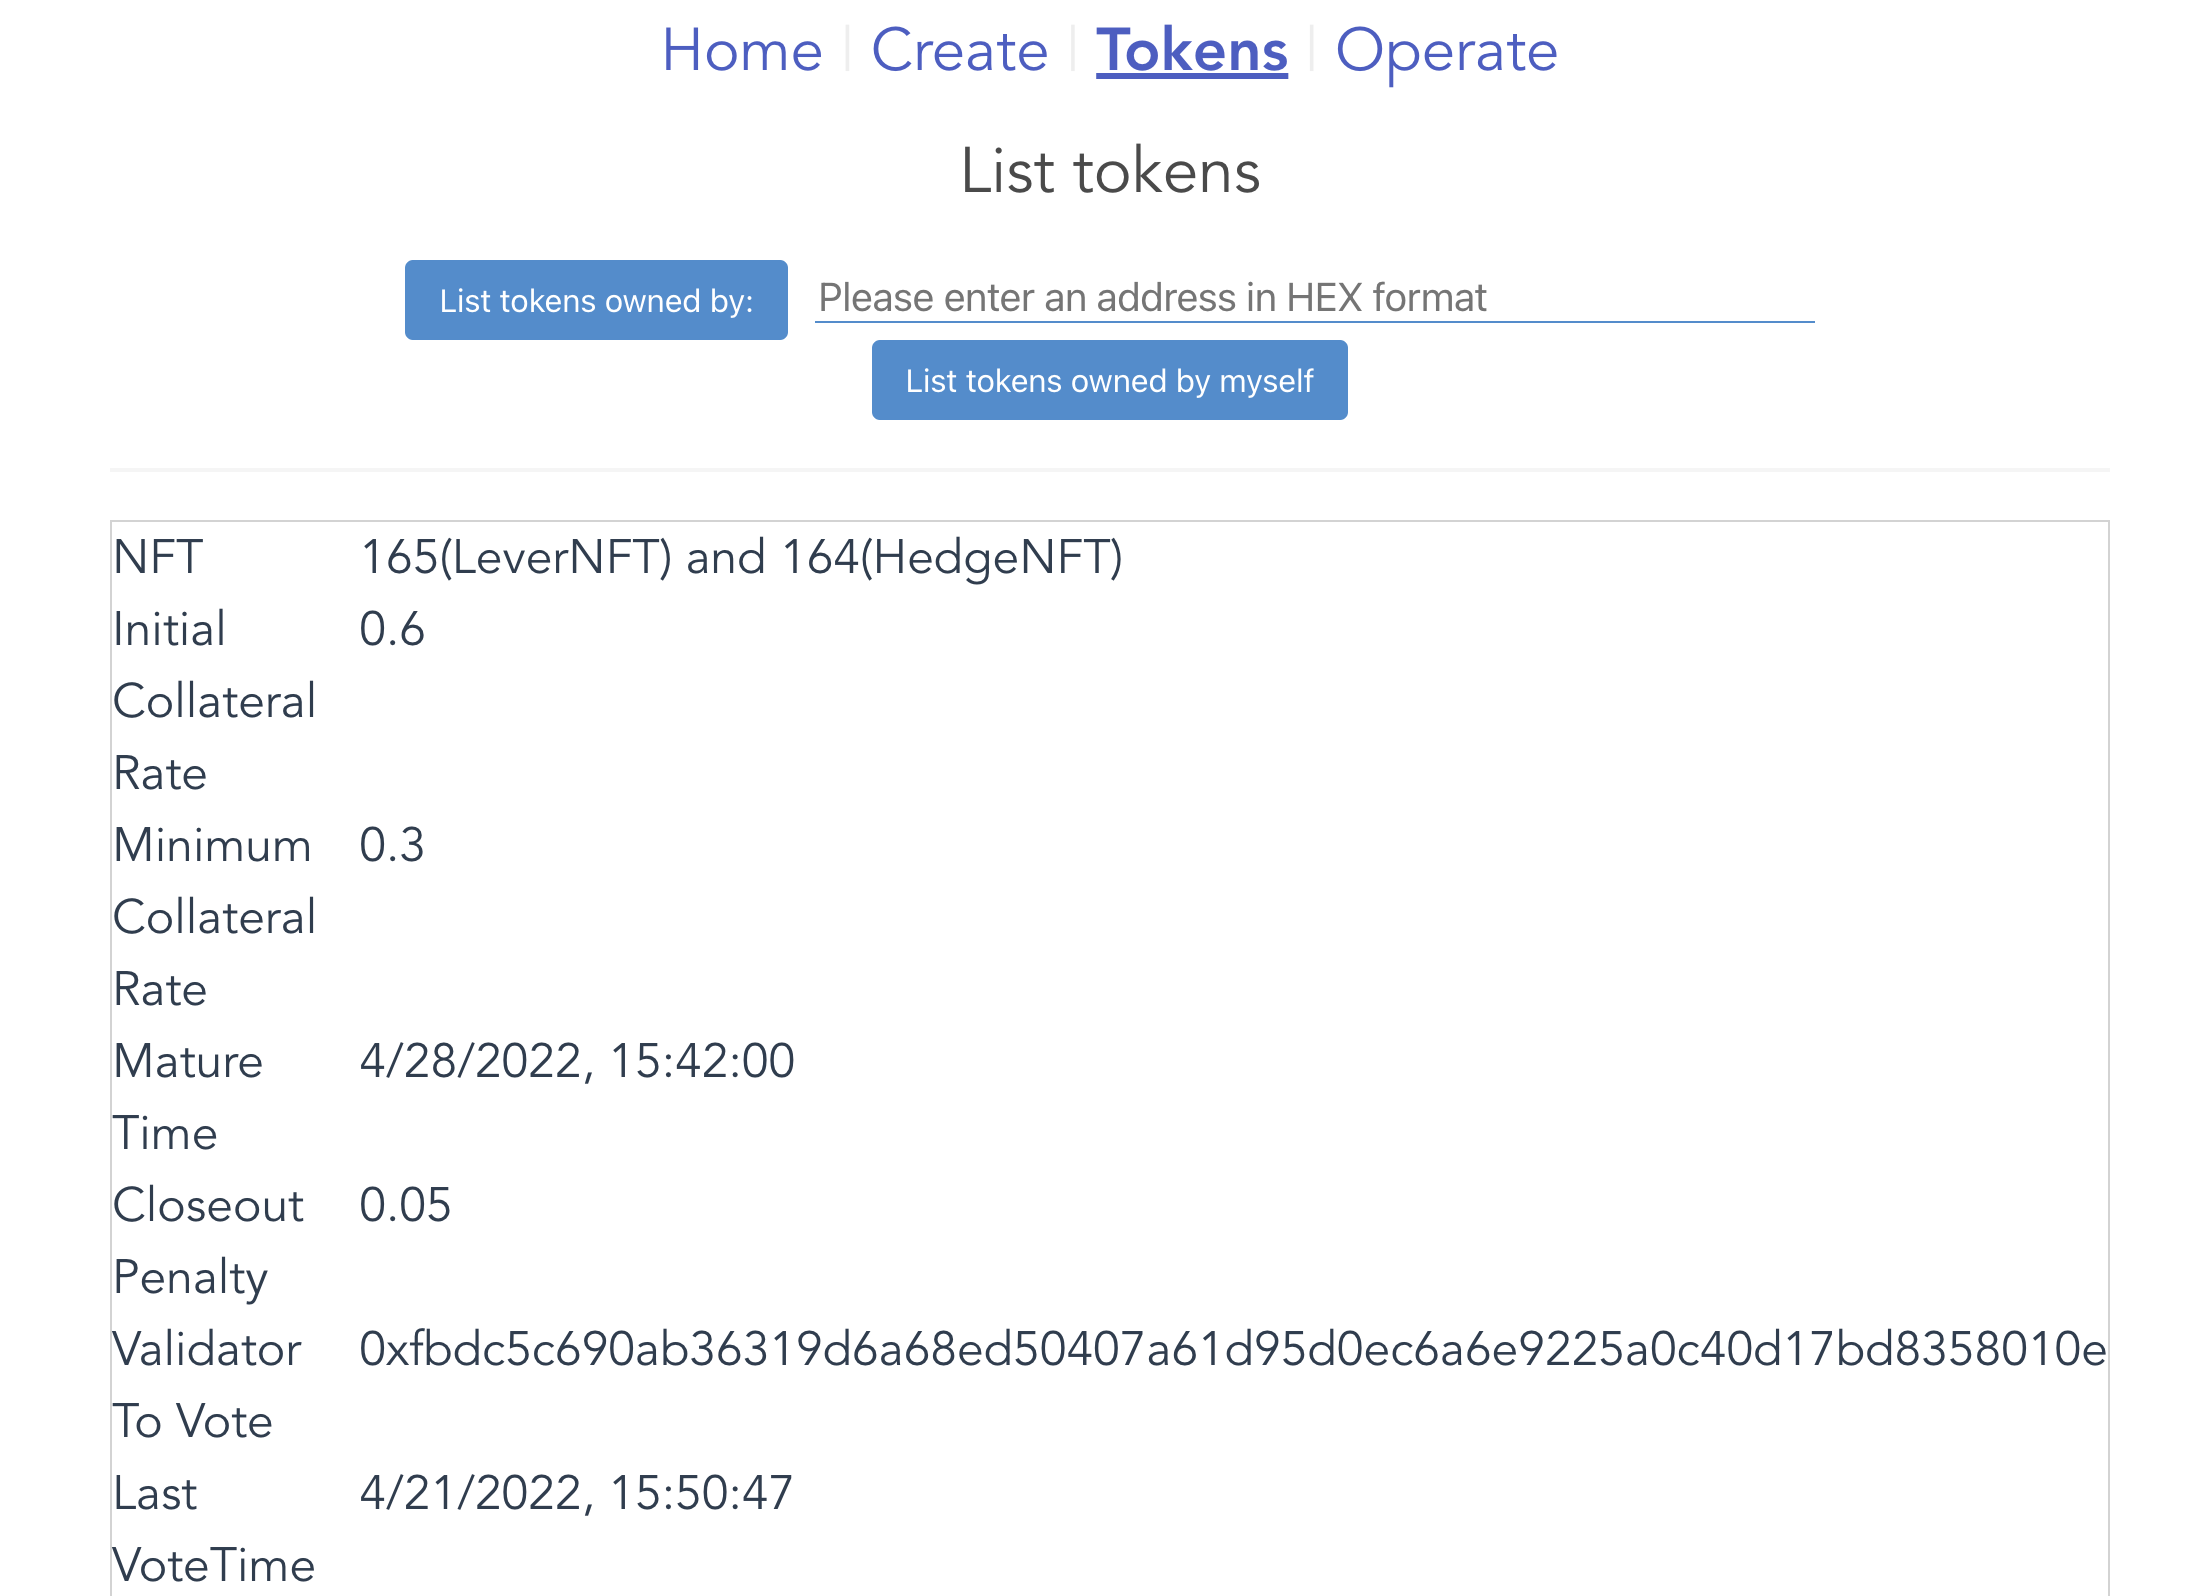 Home | Create | Tokens | Operate
List tokens
List tokens owned by: Please enter an address in HEX format
List tokens owned by myself
NFT 165(LeverNFT) and 164(HedgeNFT)
Initial 0.6
Collateral
Rate
Minimum 0.3
Collateral
Rate
Mature 4/28/2022, 15:42:00
Time
Closeout 0.05
Penalty
Validator 0xfbdc5c690ab36319d6a68ed50407a61d95d0ec6a6e9225a0c40d17bd8358010e
To Vote
Last 4/21/2022, 15:50:47
VoteTime